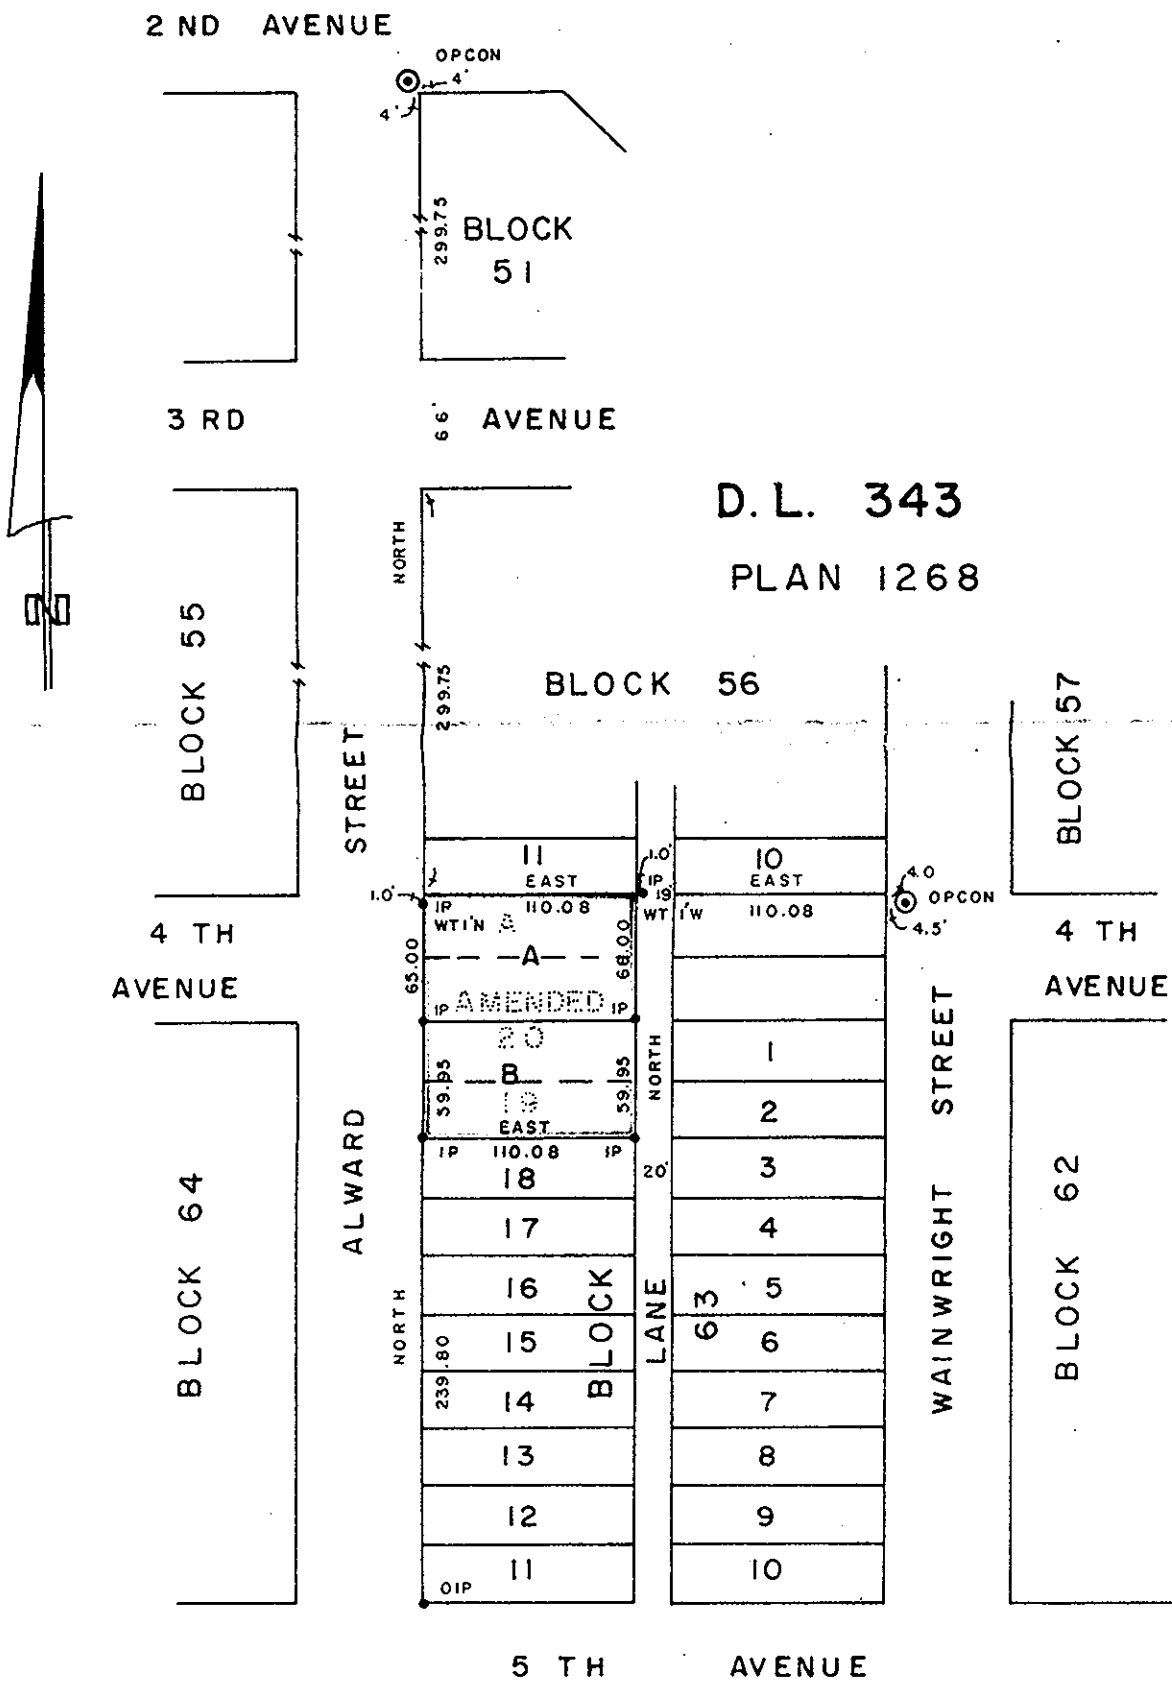 2 ND AVENUE
OPCON
4'
4'
299.75
BLOCK
51
3 RD
66'
AVENUE
D. L. 343
PLAN 1268
NORTH
N
BLOCK 55
299.75
BLOCK 56
BLOCK 57
STREET
11
EAST
1.0'
10
EAST
1.0'
IP
110.08
IP
19'
110.08
4.0
OPCON
4.5'
WT 1'N
A
WT 1'W
4 TH
AVENUE
4 TH
AVENUE
65.00
A
68.00
IP
AMENDED
IP
20
1
59.95
B
59.95
NORTH
19
2
EAST
IP
110.08
IP
18
20'
3
17
4
16
5
15
6
14
7
13
8
12
9
11
10
BLOCK
LANE
63
ALWARD
STREET
WAINWRIGHT
BLOCK 64
BLOCK 62
NORTH
239.80
OIP
5 TH AVENUE